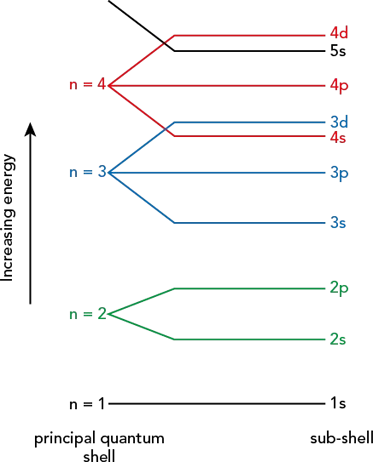 4d
5s
n = 4
4p
3d
4s
n = 3
3p
3s
Increasing energy
2p
n = 2
2s
n = 1
1s
principal quantum
shell
sub-shell